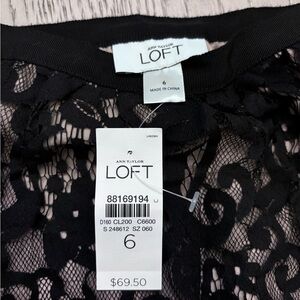 ANN TAYLOR
LOFT
6
MADE IN CHINA
ANN TAYLOR
LOFT
88169194
D160 CL200 C6600
S 248612 SZ 060
6
$69.50